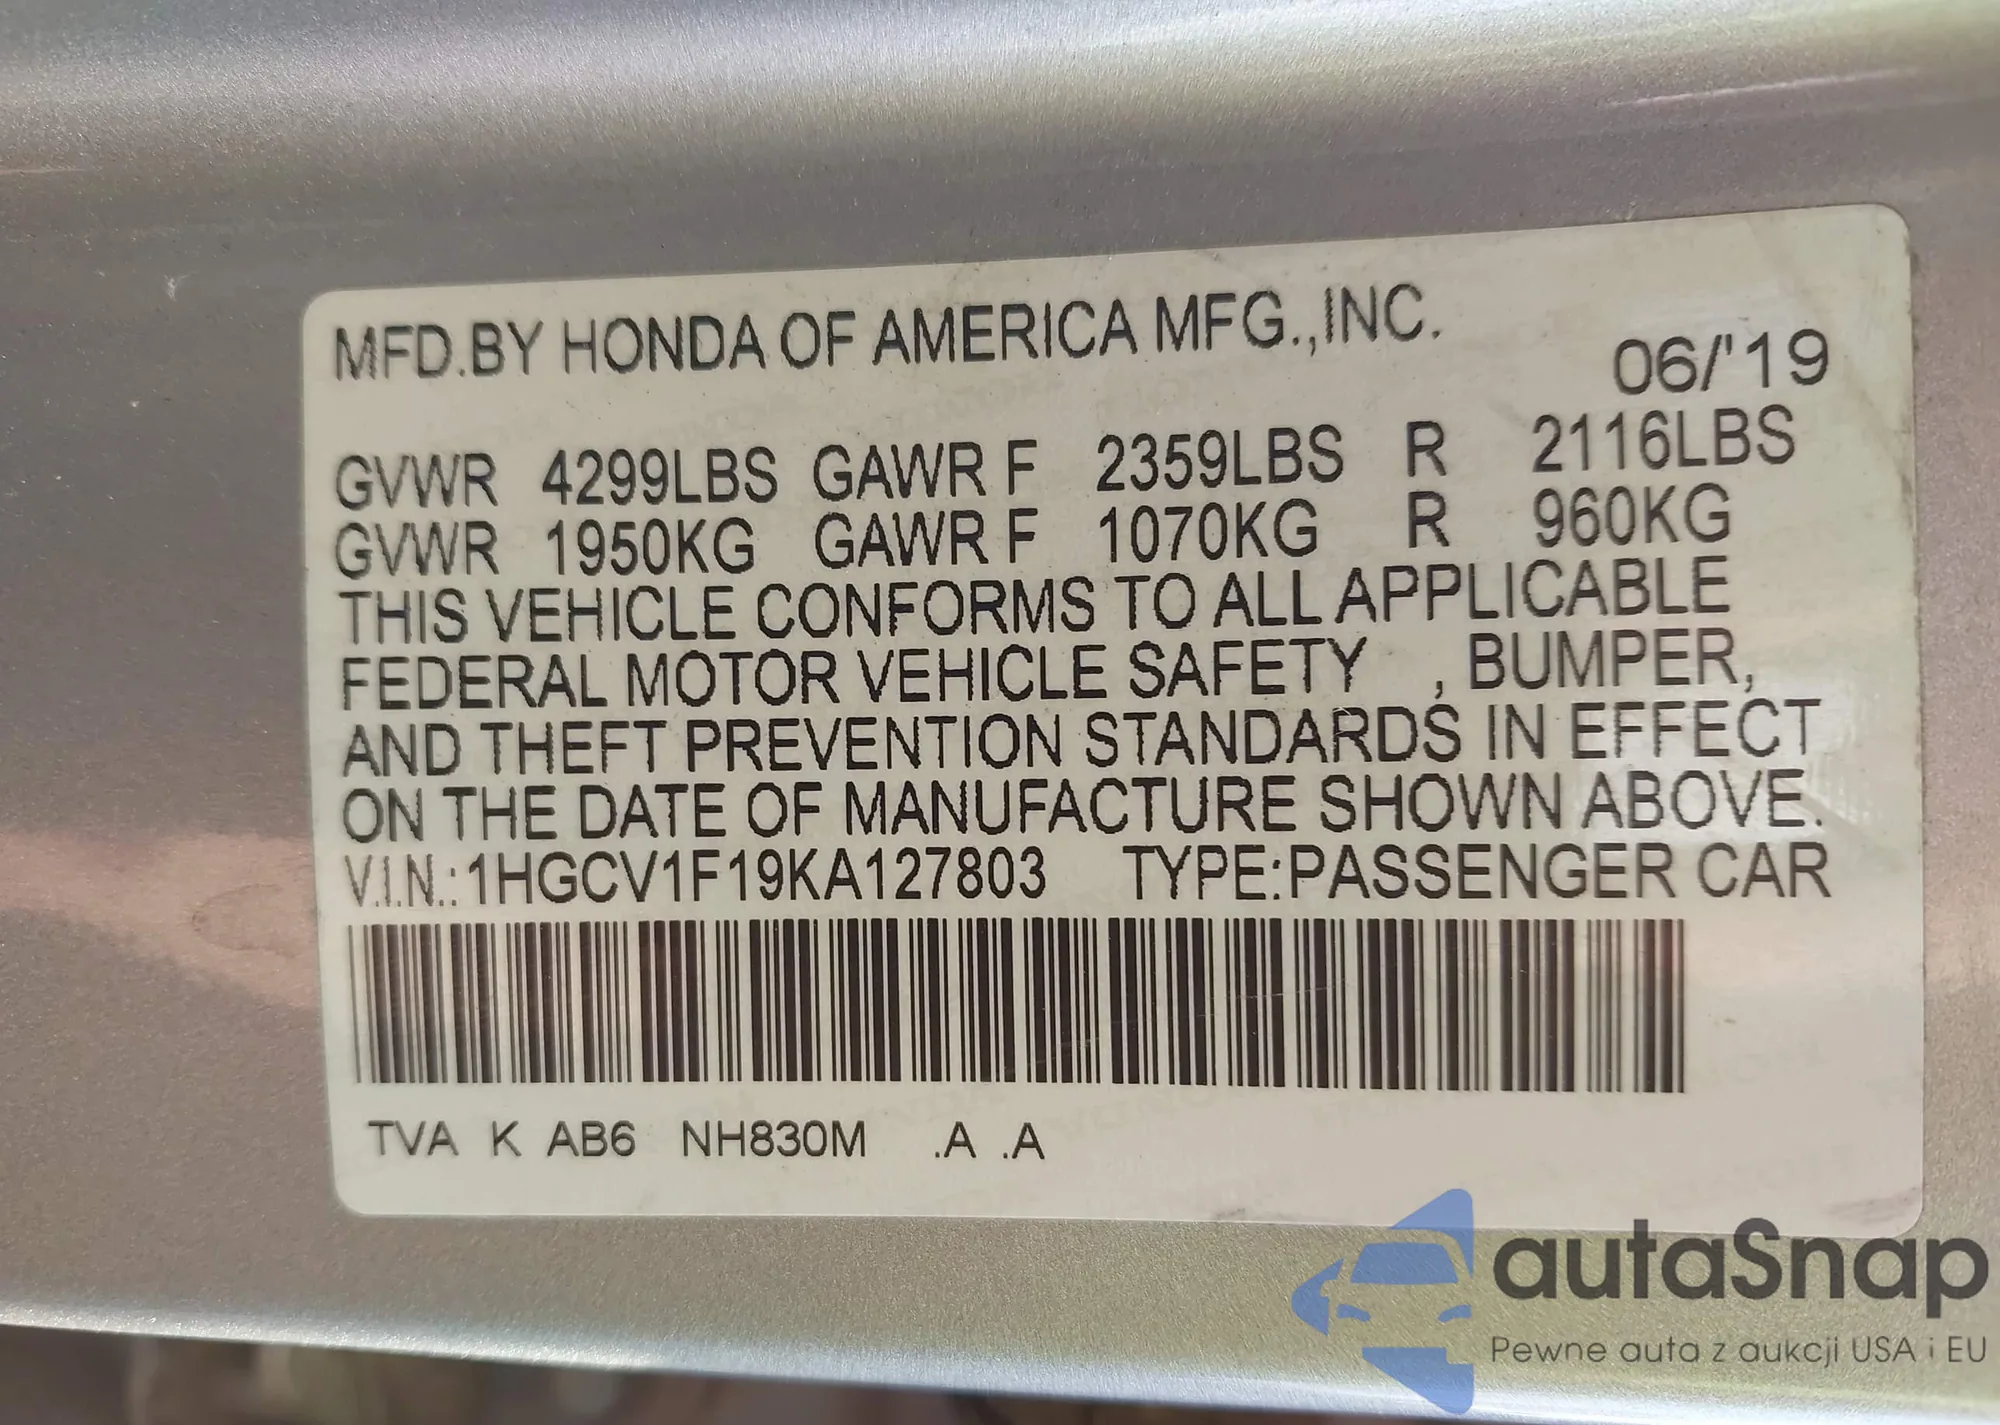 MFD.BY HONDA OF AMERICA MFG.,INC.
06/'19
GVWR 4299LBS GAWR F 2359LBS R 2116LBS
GVWR 1950KG GAWR F 1070KG R 960KG
THIS VEHICLE CONFORMS TO ALL APPLICABLE
FEDERAL MOTOR VEHICLE SAFETY , BUMPER,
AND THEFT PREVENTION STANDARDS IN EFFECT
ON THE DATE OF MANUFACTURE SHOWN ABOVE.
V.I.N.:1HGCV1F19KA127803 TYPE:PASSENGER CAR
TVA K AB6 NH830M .A .A
autaSnap
Pewne auta z aukcji USA i EU